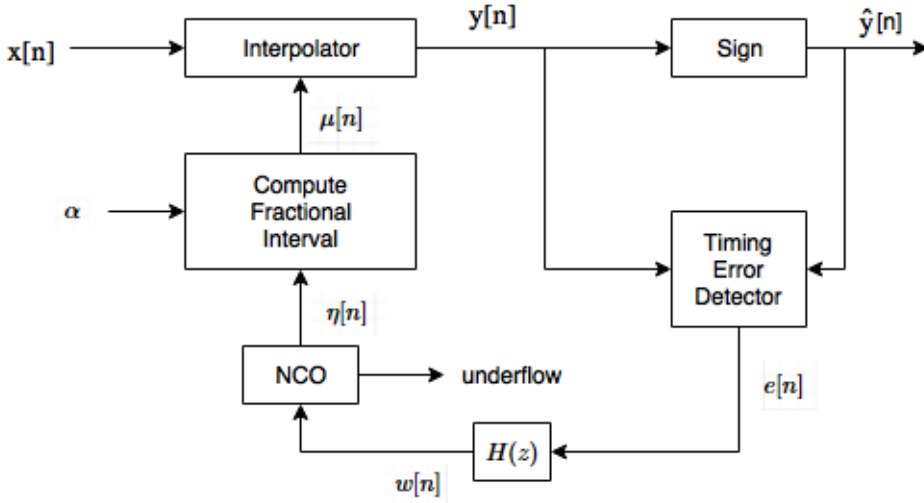 y[n]
ŷ[n]
x[n]
Interpolator
Sign
μ[n]
Compute
Fractional
Interval
α
Timing
Error
Detector
η[n]
NCO
underflow
e[n]
H(z)
w[n]